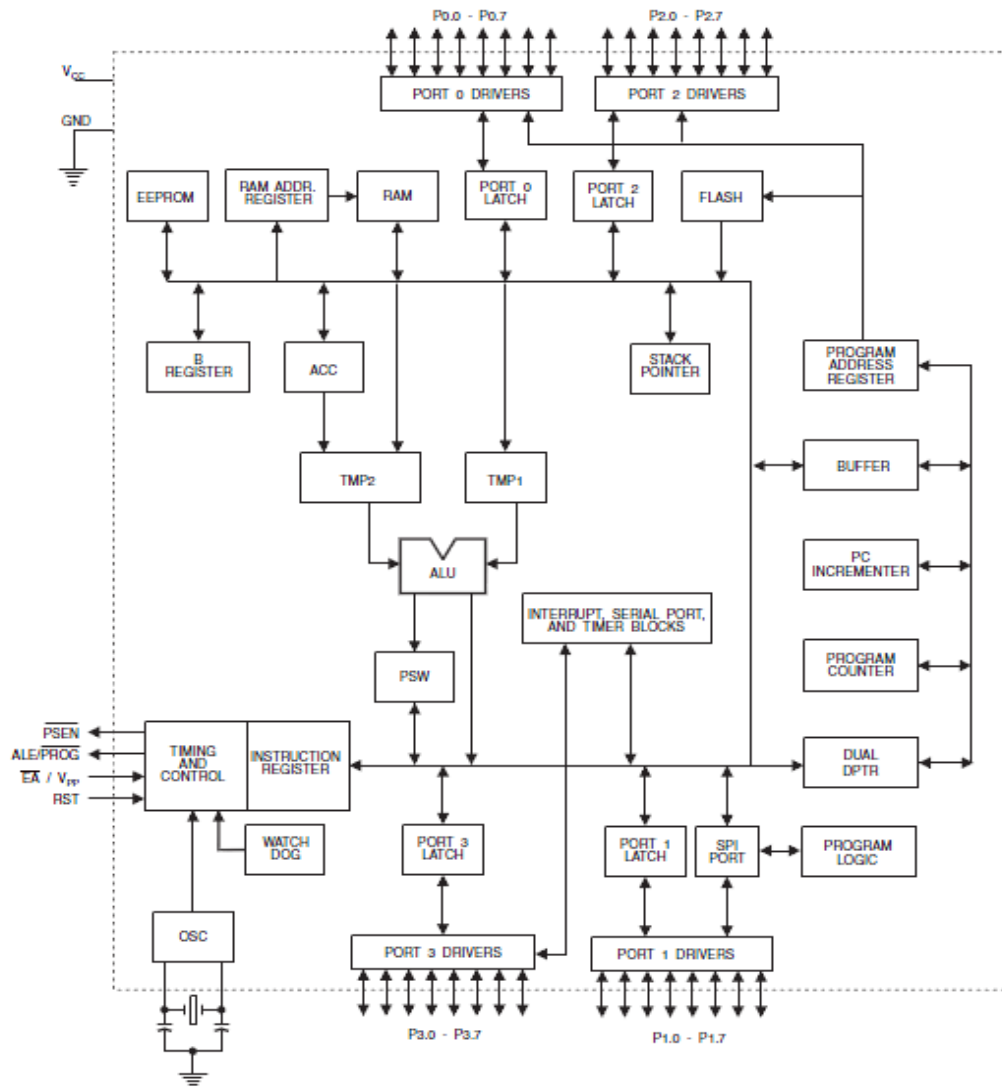 P0.0 - P0.7
P2.0 - P2.7
VCC
GND
PORT 0 DRIVERS
PORT 2 DRIVERS
EEPROM
RAM ADDR.
REGISTER
RAM
PORT 0
LATCH
PORT 2
LATCH
FLASH
B
REGISTER
ACC
STACK
POINTER
PROGRAM
ADDRESS
REGISTER
TMP2
TMP1
BUFFER
ALU
PC
INCREMENTER
INTERRUPT, SERIAL PORT,
AND TIMER BLOCKS
PSW
PROGRAM
COUNTER
PSEN
ALE/PROG
EA / VPP
RST
TIMING
AND
CONTROL
INSTRUCTION
REGISTER
DUAL
DPTR
WATCH
DOG
PORT 3
LATCH
PORT 1
LATCH
SPI
PORT
PROGRAM
LOGIC
OSC
PORT 3 DRIVERS
PORT 1 DRIVERS
P3.0 - P3.7
P1.0 - P1.7